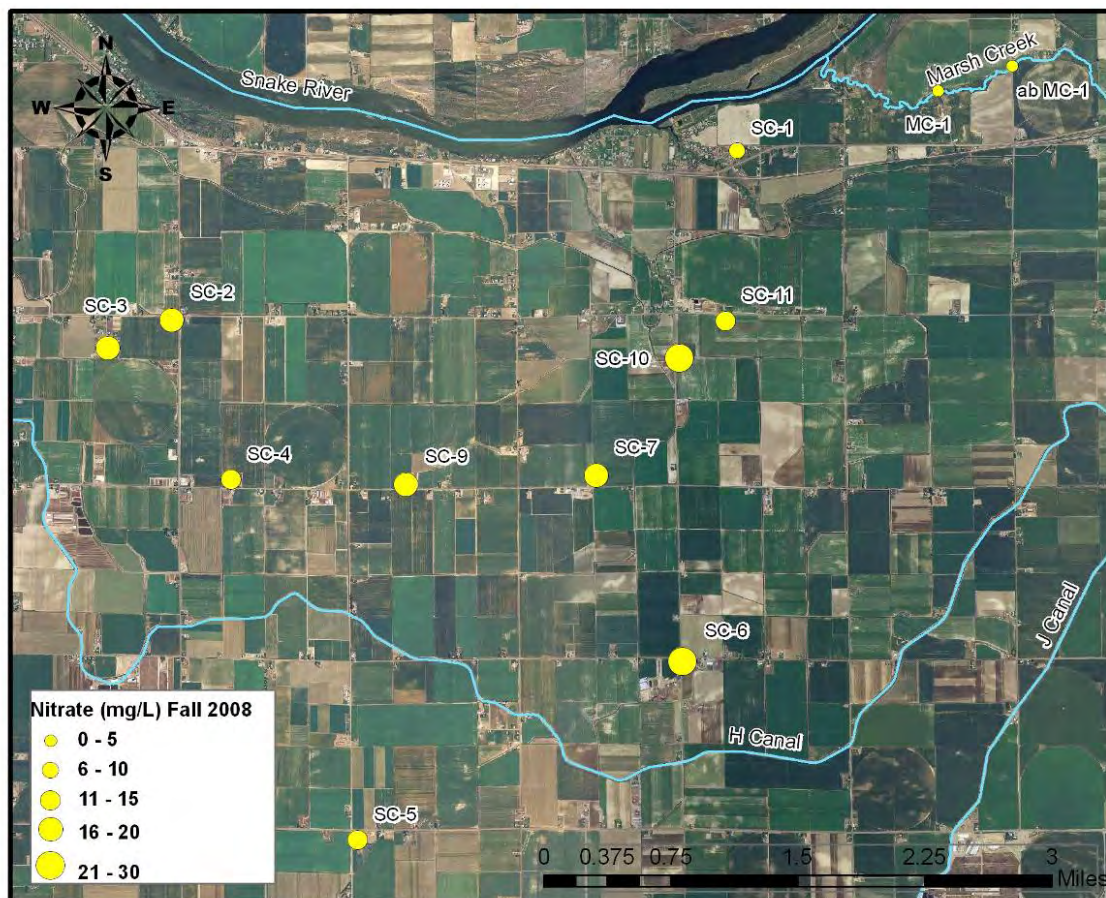 N
W E
S
Snake River
Marsh Creek
ab MC-1
MC-1
SC-1
SC-2
SC-3
SC-11
SC-10
SC-4
SC-9
SC-7
SC-6
J Canal
H Canal
SC-5
Nitrate (mg/L) Fall 2008
0 - 5
6 - 10
11 - 15
16 - 20
21 - 30
0 0.375 0.75 1.5 2.25 3
Miles